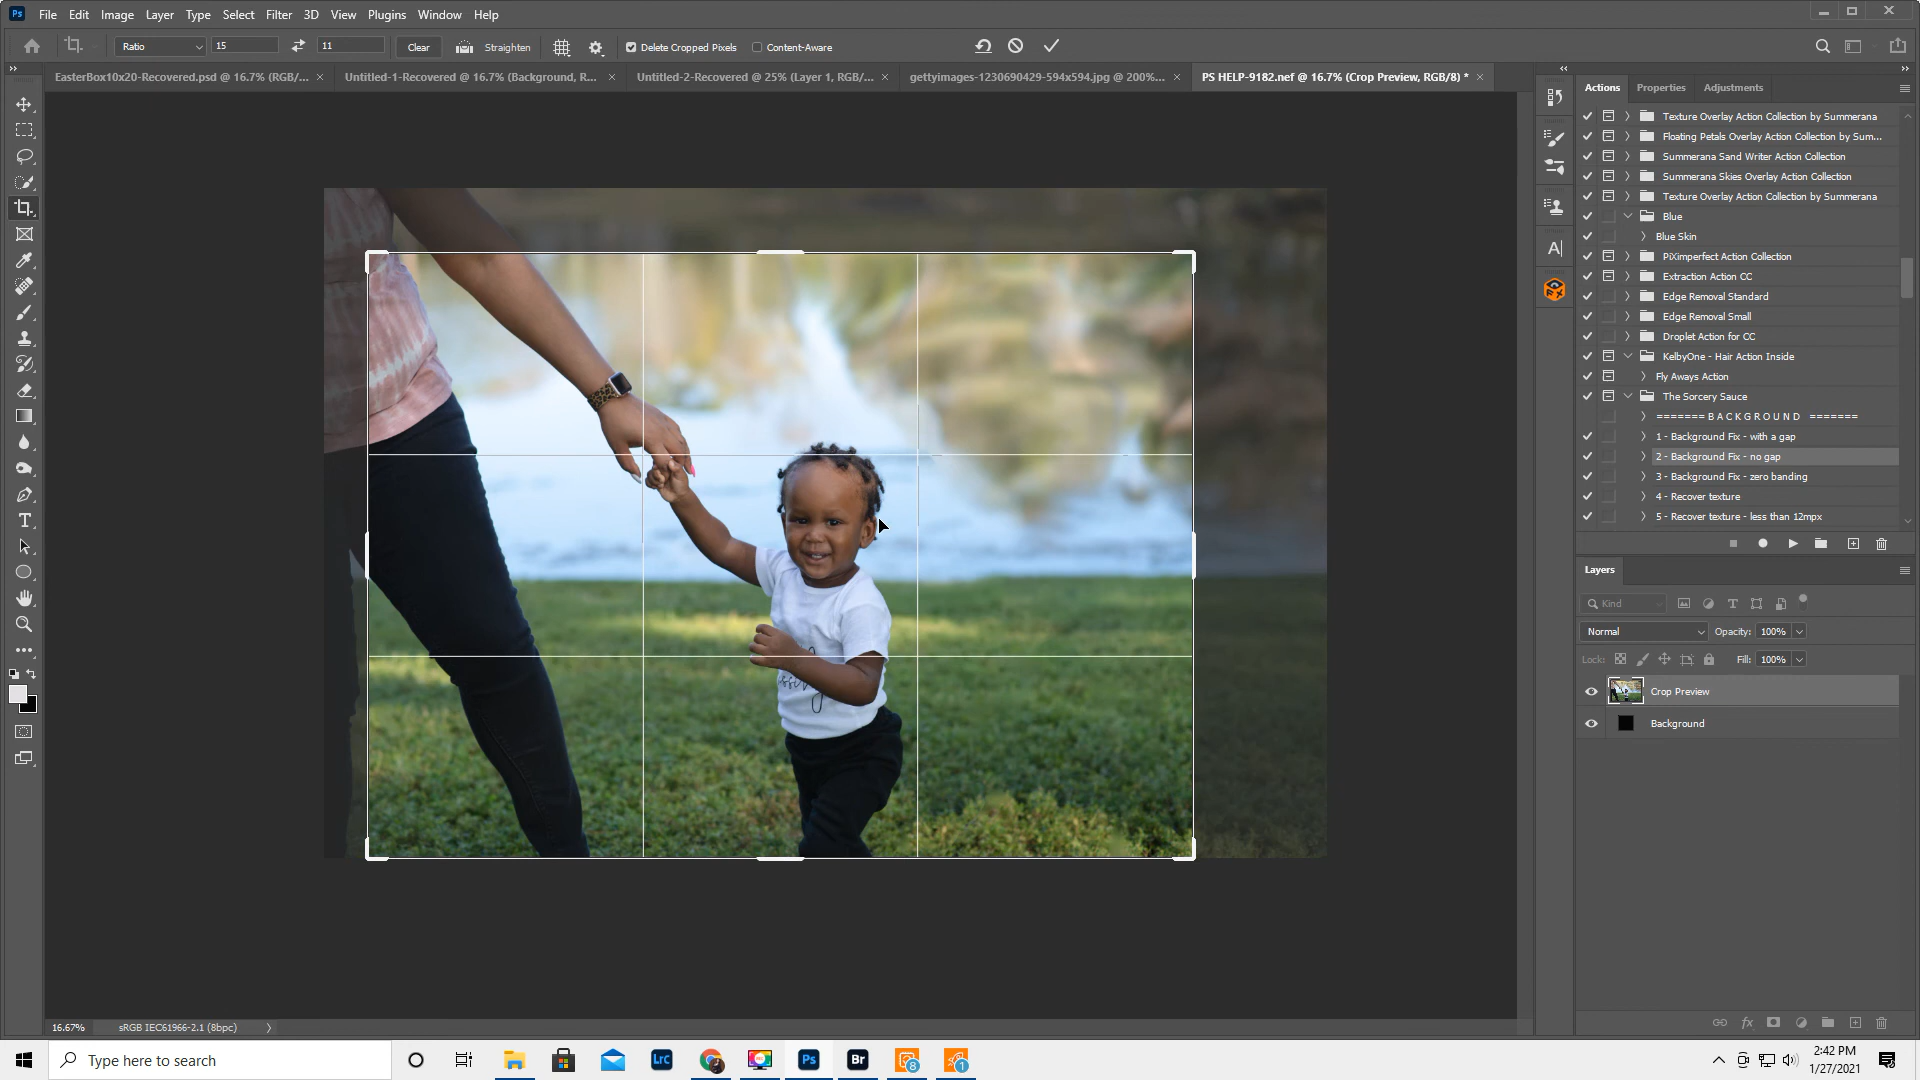 Ps File Edit Image Layer Type Select Filter 3D View Plugins Window Help
Ratio 15 11 Clear Straighten Delete Cropped Pixels Content-Aware
EasterBox10x20-Recovered.psd @ 16.7% (RGB/... × Untitled-1-Recovered @ 16.7% (Background, R... × Untitled-2-Recovered @ 25% (Layer 1, RGB/... × gettyimages-1230690429-594x594.jpg @ 200%... × PS HELP-9182.nef @ 16.7% (Crop Preview, RGB/8) * ×
Actions Properties Adjustments
Texture Overlay Action Collection by Summerana
Floating Petals Overlay Action Collection by Sum...
Summerana Sand Writer Action Collection
Summerana Skies Overlay Action Collection
Texture Overlay Action Collection by Summerana
Blue
Blue Skin
PiXimperfect Action Collection
Extraction Action CC
Edge Removal Standard
Edge Removal Small
Droplet Action for CC
KelbyOne - Hair Action Inside
Fly Aways Action
The Sorcery Sauce
======= B A C K G R O U N D =======
1 - Background Fix - with a gap
2 - Background Fix - no gap
3 - Background Fix - zero banding
4 - Recover texture
5 - Recover texture - less than 12mpx
Layers
Kind
Normal Opacity: 100%
Lock: Fill: 100%
Crop Preview
Background
16.67% sRGB IEC61966-2.1 (8bpc)
Type here to search
LrC Ps Br 8 1
2:42 PM
1/27/2021